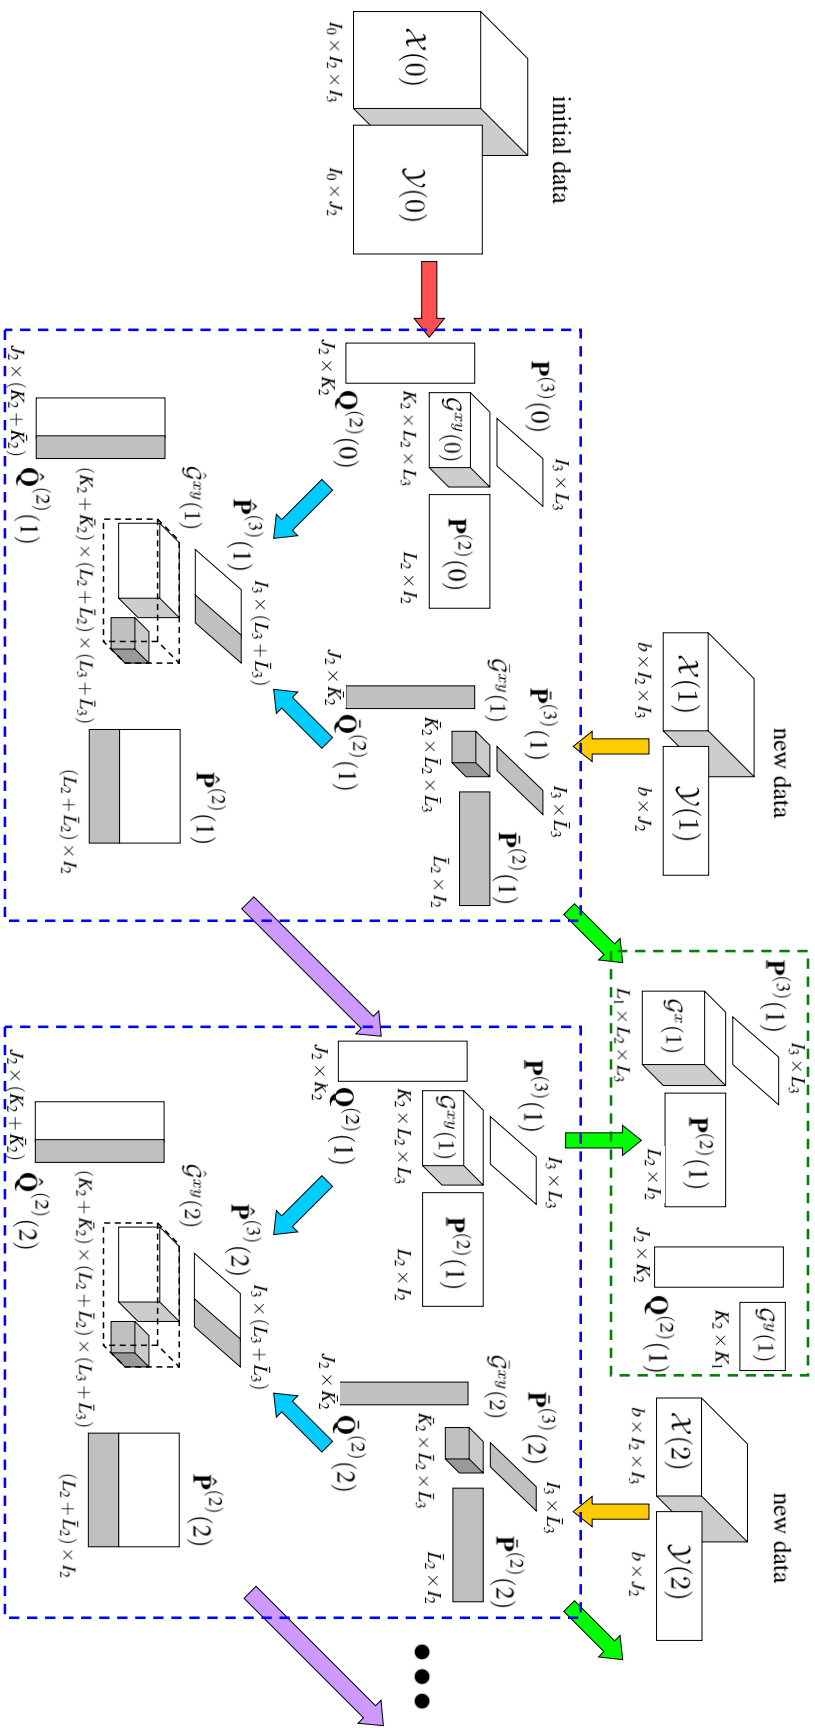 initial data
𝒳(0)
I₀ × I₂ × I₃
𝒴(0)
I₀ × J₂
P⁽³⁾(0)
I₃ × L₃
𝒢ˣʸ(0)
K₂ × L₂ × L₃
P⁽²⁾(0)
L₂ × I₂
J₂ × K₂
Q⁽²⁾(0)
new data
𝒳(1)
b × I₂ × I₃
𝒴(1)
b × J₂
P̄⁽³⁾(1)
I₃ × L̄₃
𝒢̄ˣʸ(1)
K̄₂ × L̄₂ × L̄₃
P̄⁽²⁾(1)
L̄₂ × I₂
J₂ × K̄₂
Q̄⁽²⁾(1)
P̂⁽³⁾(1)
I₃ × (L₃ + L̄₃)
𝒢̂ˣʸ(1)
(K₂ + K̄₂) × (L₂ + L̄₂) × (L₃ + L̄₃)
P̂⁽²⁾(1)
(L₂ + L̄₂) × I₂
J₂ × (K₂ + K̄₂)
Q̂⁽²⁾(1)
P⁽³⁾(1)
I₃ × L₃
𝒢ˣ(1)
L₁ × L₂ × L₃
P⁽²⁾(1)
L₂ × I₂
J₂ × K₂
Q⁽²⁾(1)
𝒢ʸ(1)
K₂ × K₁
P⁽³⁾(1)
I₃ × L₃
𝒢ˣʸ(1)
K₂ × L₂ × L₃
P⁽²⁾(1)
L₂ × I₂
J₂ × K₂
Q⁽²⁾(1)
new data
𝒳(2)
b × I₂ × I₃
𝒴(2)
b × J₂
P̄⁽³⁾(2)
I₃ × L̄₃
𝒢̄ˣʸ(2)
K̄₂ × L̄₂ × L̄₃
P̄⁽²⁾(2)
L̄₂ × I₂
J₂ × K̄₂
Q̄⁽²⁾(2)
P̂⁽³⁾(2)
I₃ × (L₃ + L̄₃)
𝒢̂ˣʸ(2)
(K₂ + K̄₂) × (L₂ + L̄₂) × (L₃ + L̄₃)
P̂⁽²⁾(2)
(L₂ + L̄₂) × I₂
J₂ × (K₂ + K̄₂)
Q̂⁽²⁾(2)
•••